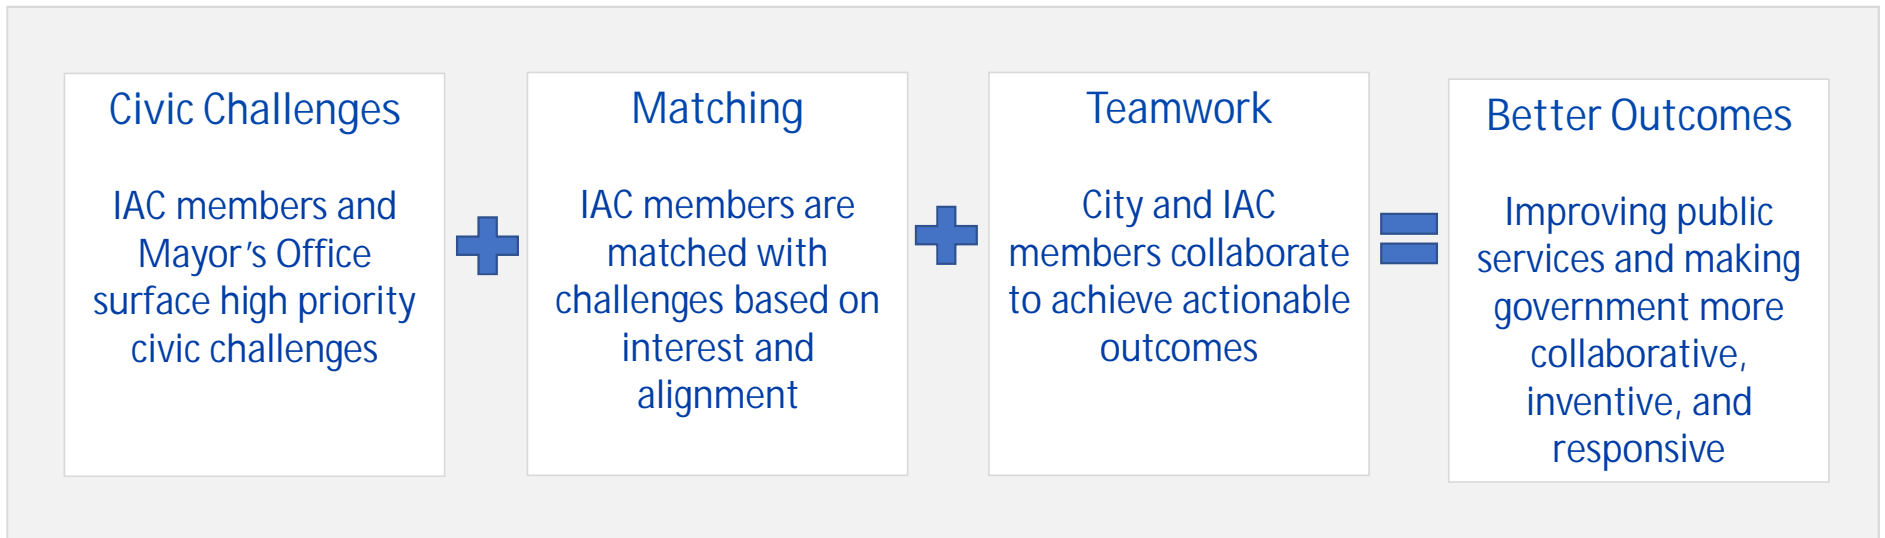 Civic Challenges
IAC members and
Mayor's Office
surface high priority
civic challenges
Matching
IAC members are
matched with
challenges based on
interest and
alignment
Teamwork
City and IAC
members collaborate
to achieve actionable
outcomes
Better Outcomes
Improving public
services and making
government more
collaborative,
inventive, and
responsive